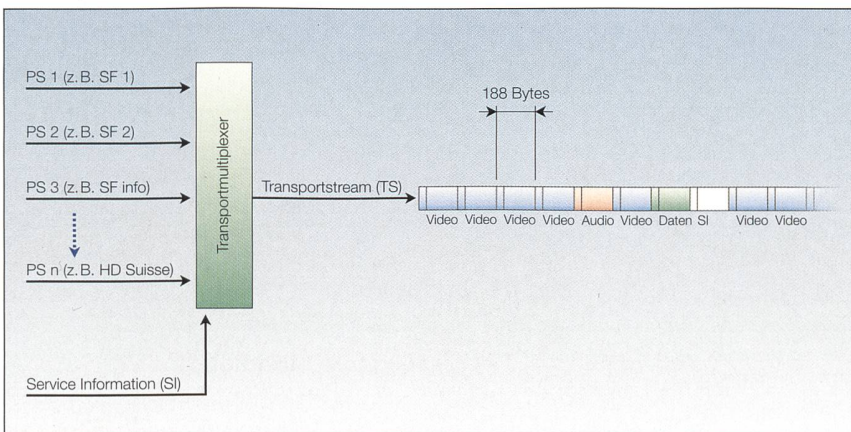 PS 1 (z.B. SF 1)
PS 2 (z.B. SF 2)
PS 3 (z.B. SF info)
PS n (z.B. HD Suisse)
Service Information (SI)
Transportmultiplexer
Transportstream (TS)
188 Bytes
Video Video Video Video Audio Video Daten SI Video Video